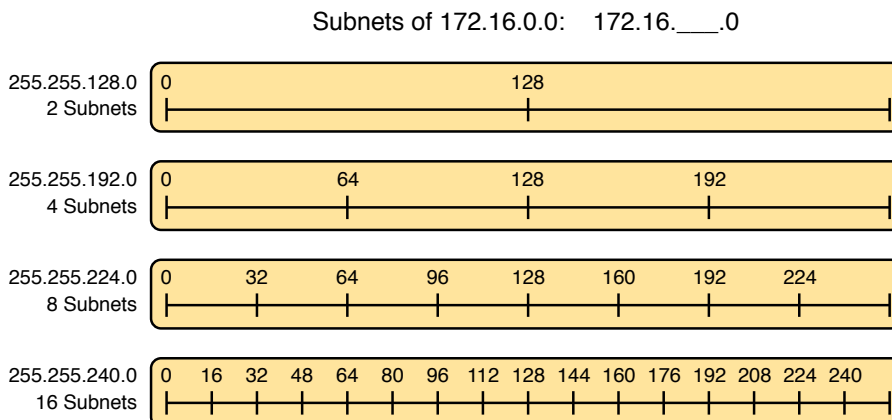 Subnets of 172.16.0.0: 172.16.___.0
255.255.128.0 0 128
2 Subnets
255.255.192.0 0 64 128 192
4 Subnets
255.255.224.0 0 32 64 96 128 160 192 224
8 Subnets
255.255.240.0 0 16 32 48 64 80 96 112 128 144 160 176 192 208 224 240
16 Subnets